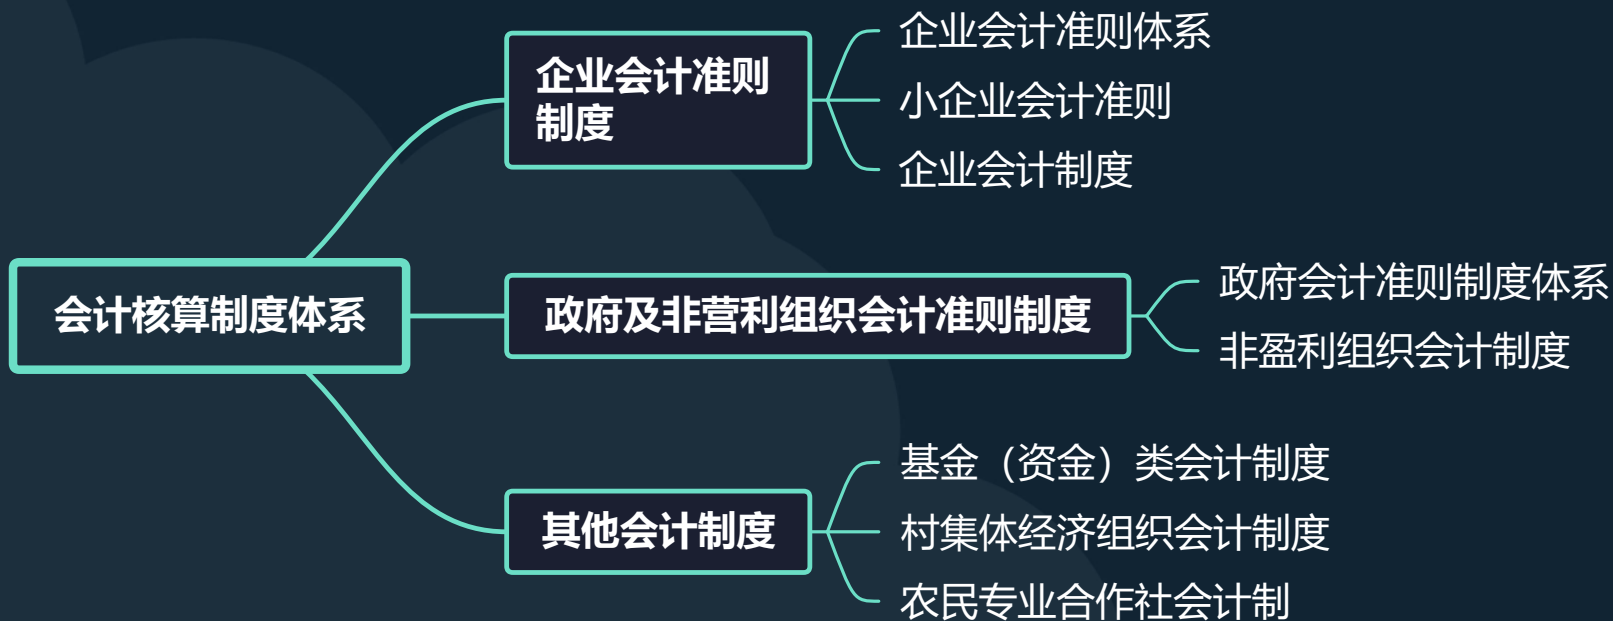 会计核算制度体系
企业会计准则
制度
企业会计准则体系
小企业会计准则
企业会计制度
政府及非营利组织会计准则制度
政府会计准则制度体系
非盈利组织会计制度
其他会计制度
基金（资金）类会计制度
村集体经济组织会计制度
农民专业合作社会计制